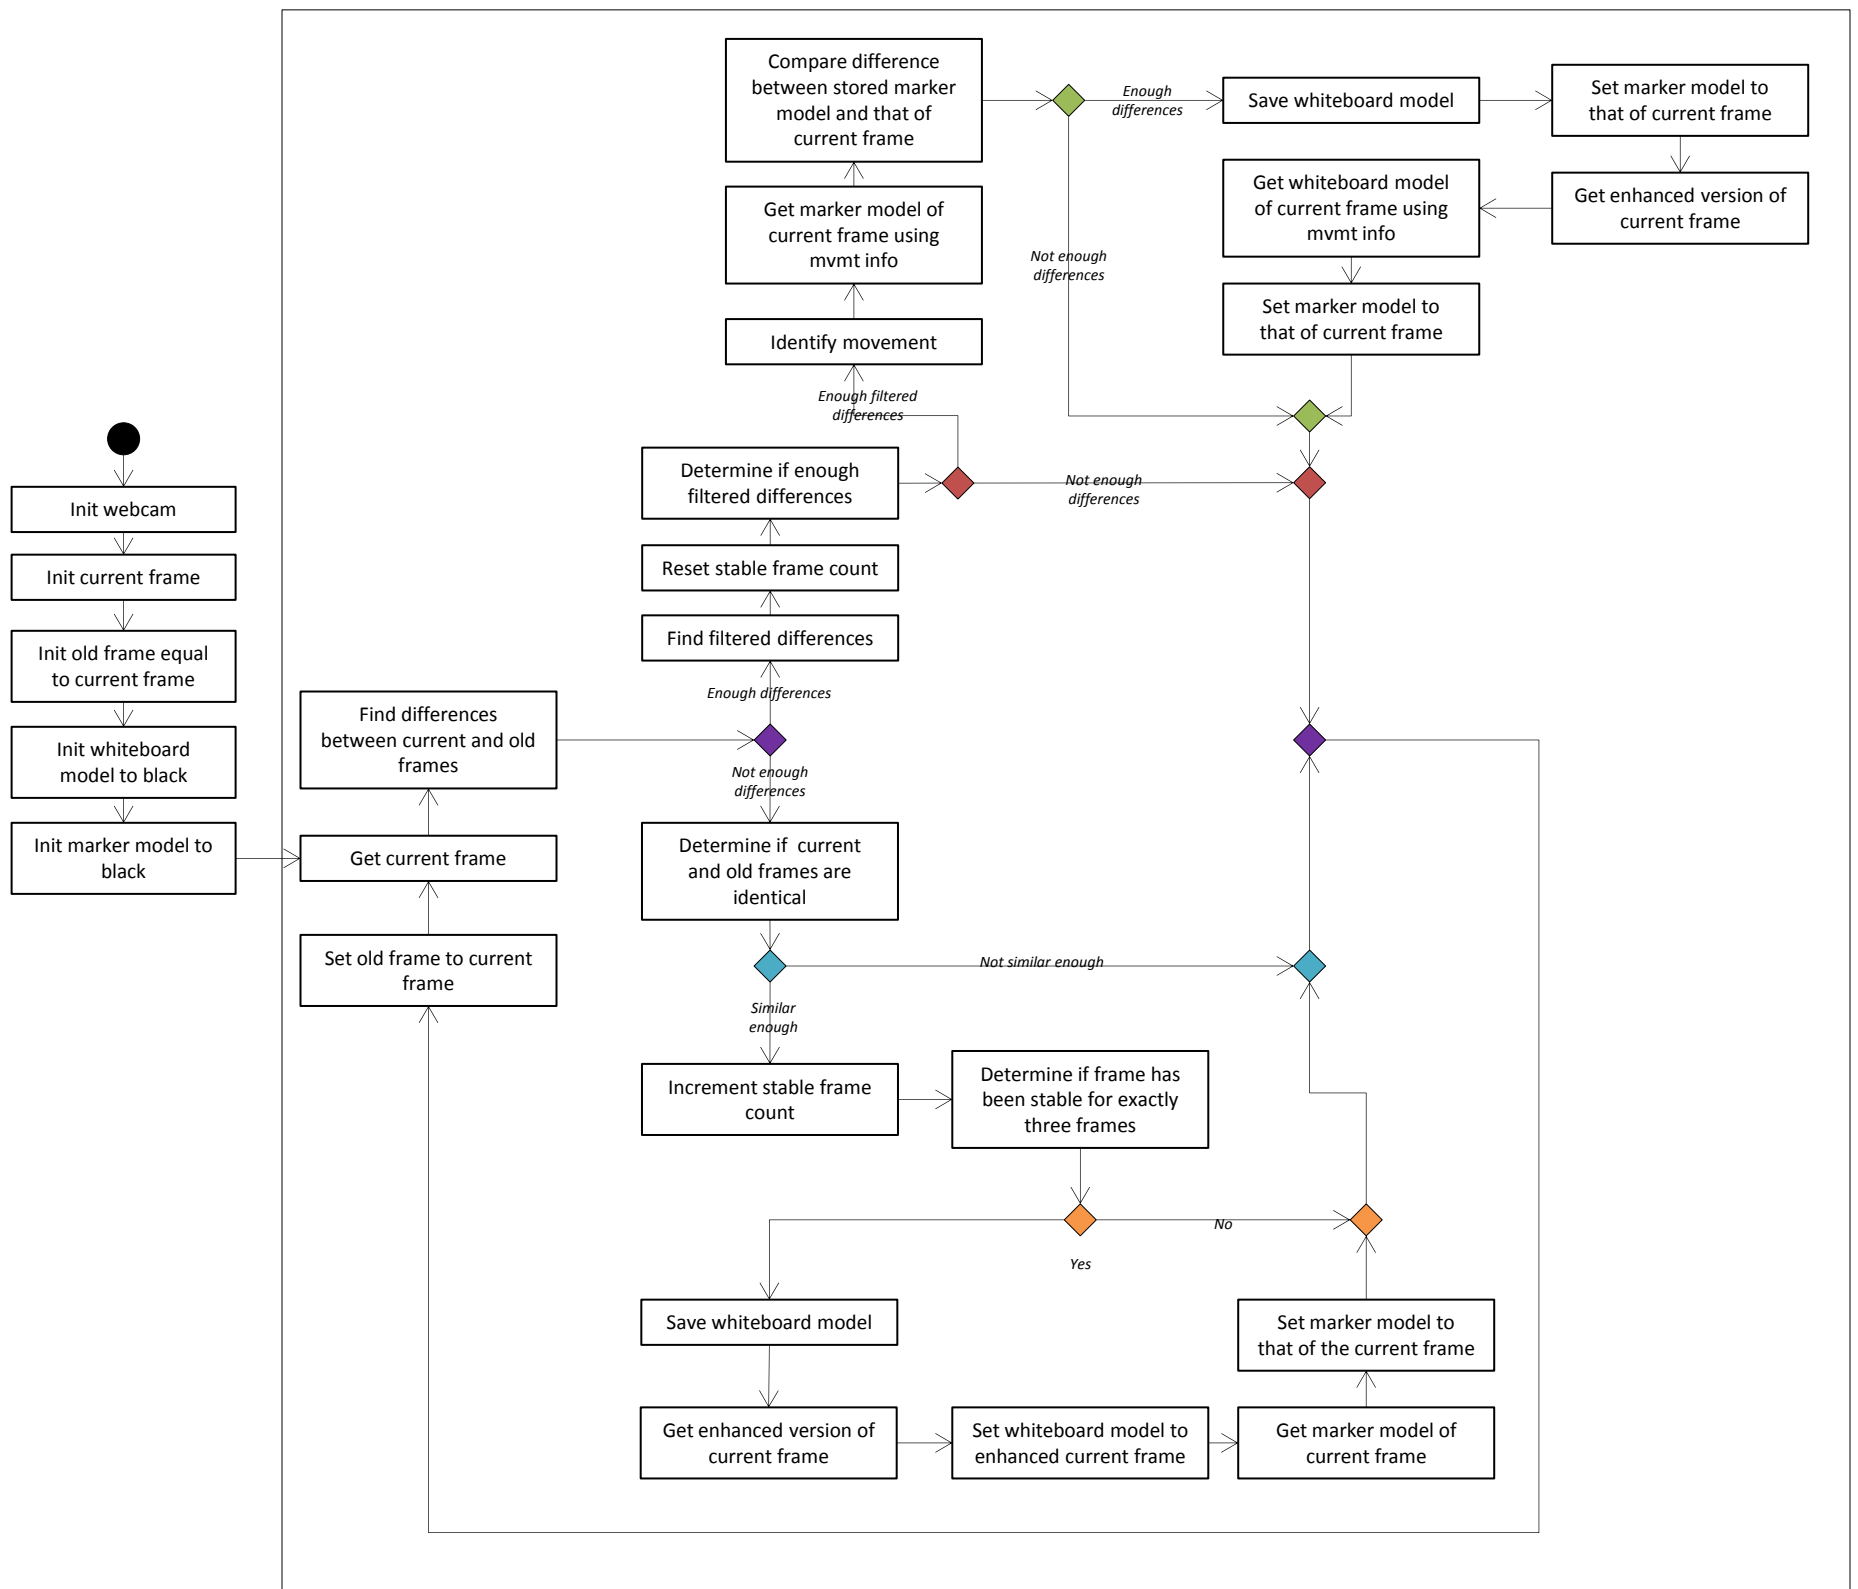 Compare difference
between stored marker
model and that of
current frame
Enough
differences
Save whiteboard model
Set marker model to
that of current frame
Get marker model of
current frame using
mvmt info
Not enough
differences
Get whiteboard model
of current frame using
mvmt info
Get enhanced version of
current frame
Identify movement
Set marker model to
that of current frame
Enough filtered
differences
Determine if enough
filtered differences
Not enough
differences
Init webcam
Init current frame
Init old frame equal
to current frame
Init whiteboard
model to black
Init marker model to
black
Reset stable frame count
Find filtered differences
Enough differences
Find differences
between current and old
frames
Not enough
differences
Get current frame
Set old frame to current
frame
Determine if  current
and old frames are
identical
Not similar enough
Similar
enough
Increment stable frame
count
Determine if frame has
been stable for exactly
three frames
No
Yes
Save whiteboard model
Get enhanced version of
current frame
Set whiteboard model to
enhanced current frame
Get marker model of
current frame
Set marker model to
that of the current frame